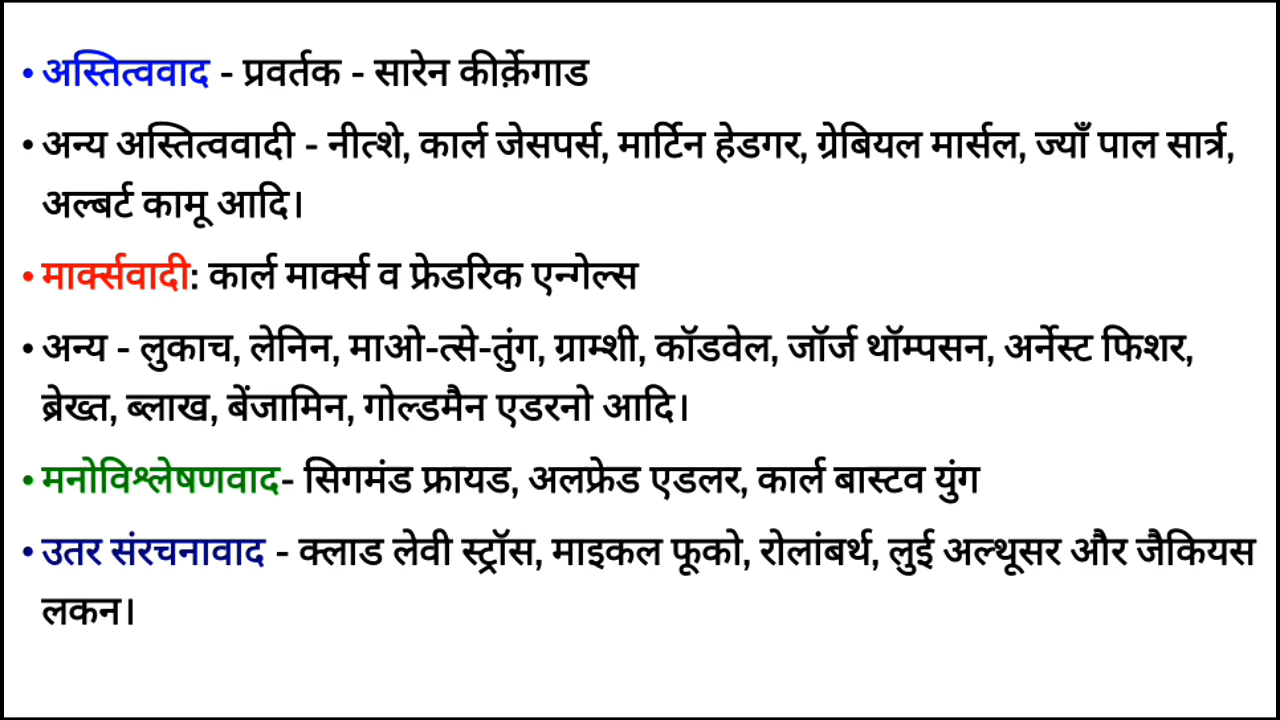 • अस्तित्ववाद - प्रवर्तक - सारेन कीर्क़ेगाड
• अन्य अस्तित्ववादी - नीत्शे, कार्ल जेसपर्स, मार्टिन हेडगर, ग्रेबियल मार्सल, ज्याँ पाल सार्त्र,
अल्बर्ट कामू आदि।
• मार्क्सवादी: कार्ल मार्क्स व फ्रेडरिक एन्गेल्स
• अन्य - लुकाच, लेनिन, माओ-त्से-तुंग, ग्राम्शी, कॉडवेल, जॉर्ज थॉम्पसन, अर्नेस्ट फिशर,
ब्रेख्त, ब्लाख, बेंजामिन, गोल्डमैन एडरनो आदि।
• मनोविश्लेषणवाद- सिगमंड फ्रायड, अलफ्रेड एडलर, कार्ल बास्टव युंग
• उतर संरचनावाद - क्लाड लेवी स्ट्रॉस, माइकल फूको, रोलांबर्थ, लुई अल्थूसर और जैकियस
लकन।